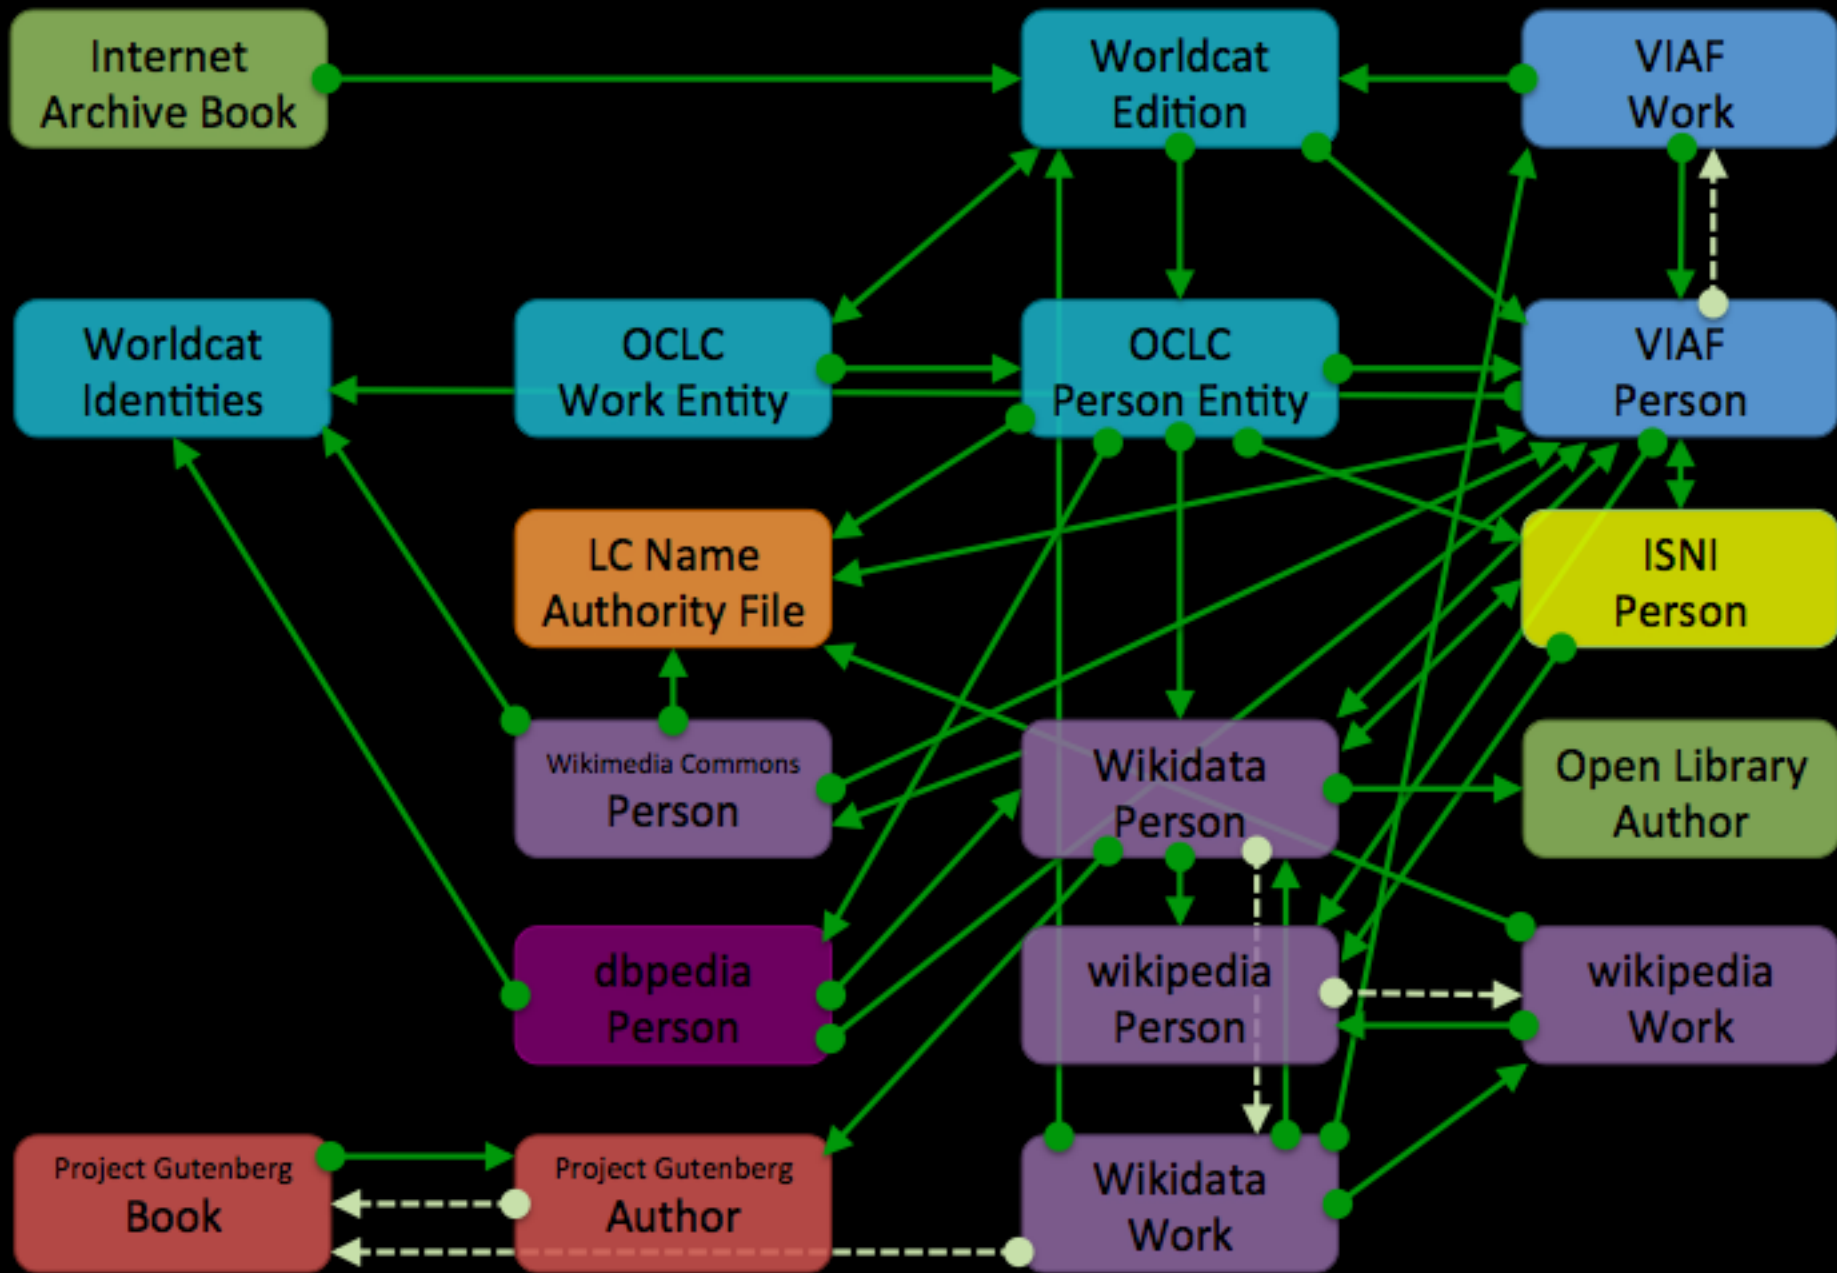 Internet
Archive Book
Worldcat
Edition
VIAF
Work
Worldcat
Identities
OCLC
Work Entity
OCLC
Person Entity
VIAF
Person
LC Name
Authority File
ISNI
Person
Wikimedia Commons
Person
Wikidata
Person
Open Library
Author
dbpedia
Person
wikipedia
Person
wikipedia
Work
Project Gutenberg
Book
Project Gutenberg
Author
Wikidata
Work